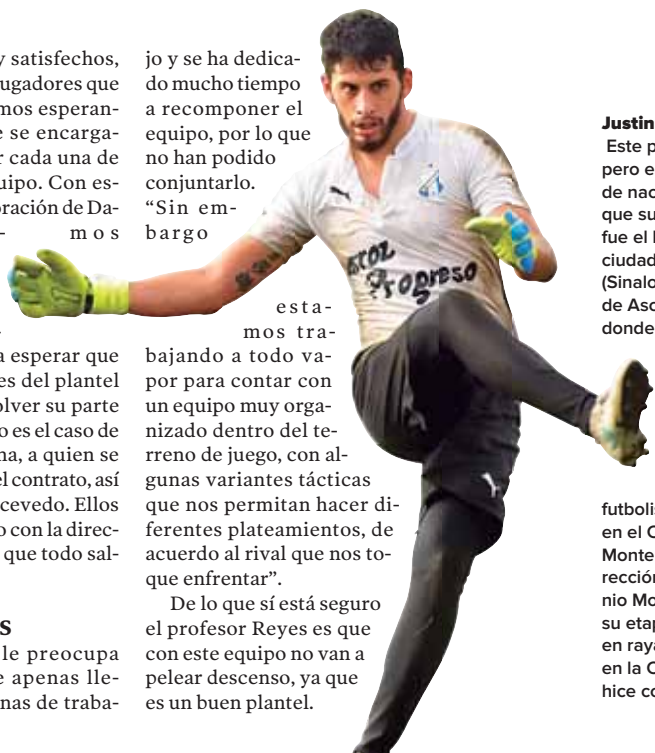 y satisfechos,
ugadores que
mos esperan-
e se encarga-
r cada una de
uipo. Con es-
oración de Da-
- mos
a esperar que
es del plantel
olver su parte
o es el caso de
na, a quien se
el contrato, así
cevedo. Ellos
o con la direc-
que todo sal-
s
le preocupa
e apenas lle-
nas de traba-
jo y se ha dedica-
do mucho tiempo
a recomponer el
equipo, por lo que
no han podido
conjuntarlo.
“Sin em-
bargo
esta-
mos tra-
bajando a todo va-
por para contar con
un equipo muy orga-
nizado dentro del te-
rreno de juego, con al-
gunas variantes tácticas
que nos permitan hacer di-
ferentes plateamientos, de
acuerdo al rival que nos to-
que enfrentar”.
De lo que sí está seguro
el profesor Reyes es que
con este equipo no van a
pelear descenso, ya que
es un buen plantel.
Progreso
Justin
Este p
pero e
de nac
que su
fue el
ciudad
(Sinalo
de Asc
donde
futbolis
en el C
Monte
rección
nio Mo
su etap
en raya
en la C
hice co